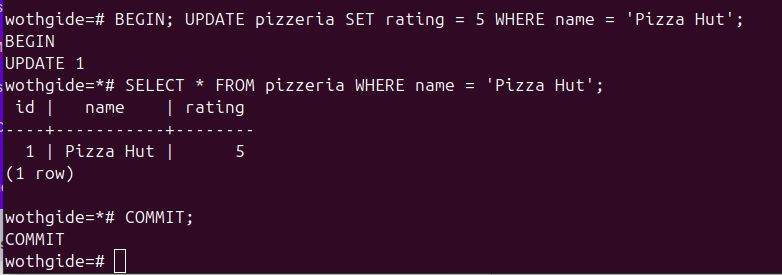 wothgide=# BEGIN; UPDATE pizzeria SET rating = 5 WHERE name = 'Pizza Hut';
BEGIN
UPDATE 1
wothgide=*# SELECT * FROM pizzeria WHERE name = 'Pizza Hut';
 id |   name    | rating
----+-----------+--------
  1 | Pizza Hut |      5
(1 row)

wothgide=*# COMMIT;
COMMIT
wothgide=#